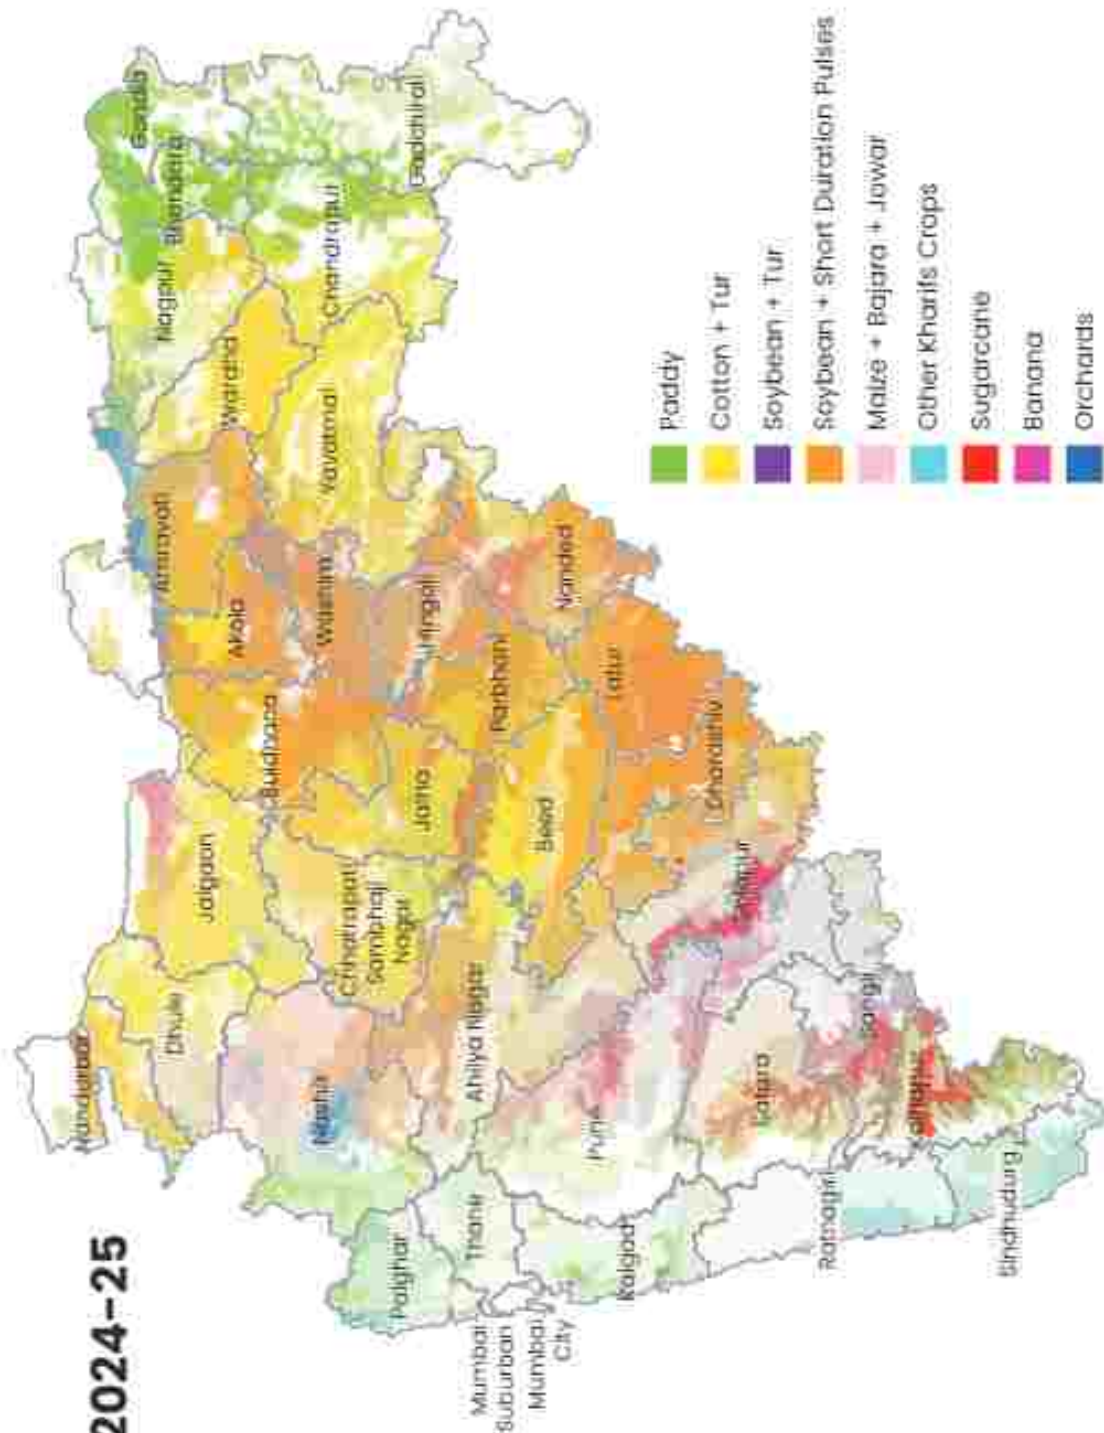 2024-25
Nandurbar
Dhule
Jalgaon
Buldhana
Akola
Amravati
Nagpur
Bhandara
Gondia
Wardha
Yavatmal
Chandrapur
Gadchiroli
Washim
Hingoli
Nanded
Parbhani
Jalna
Chhatrapati
Sambhaji
Nagar
Nashik
Palghar
Thane
Mumbai
Suburban
Mumbai
City
Raigad
Pune
Ahilya Nagar
Beed
Latur
Dharashiv
Solapur
Satara
Sangli
Ratnagiri
Sindhudurg
Paddy
Cotton + Tur
Soybean + Tur
Soybean + Short Duration Pulses
Maize + Bajara + Jowar
Other Kharifs Crops
Sugarcane
Banana
Orchards